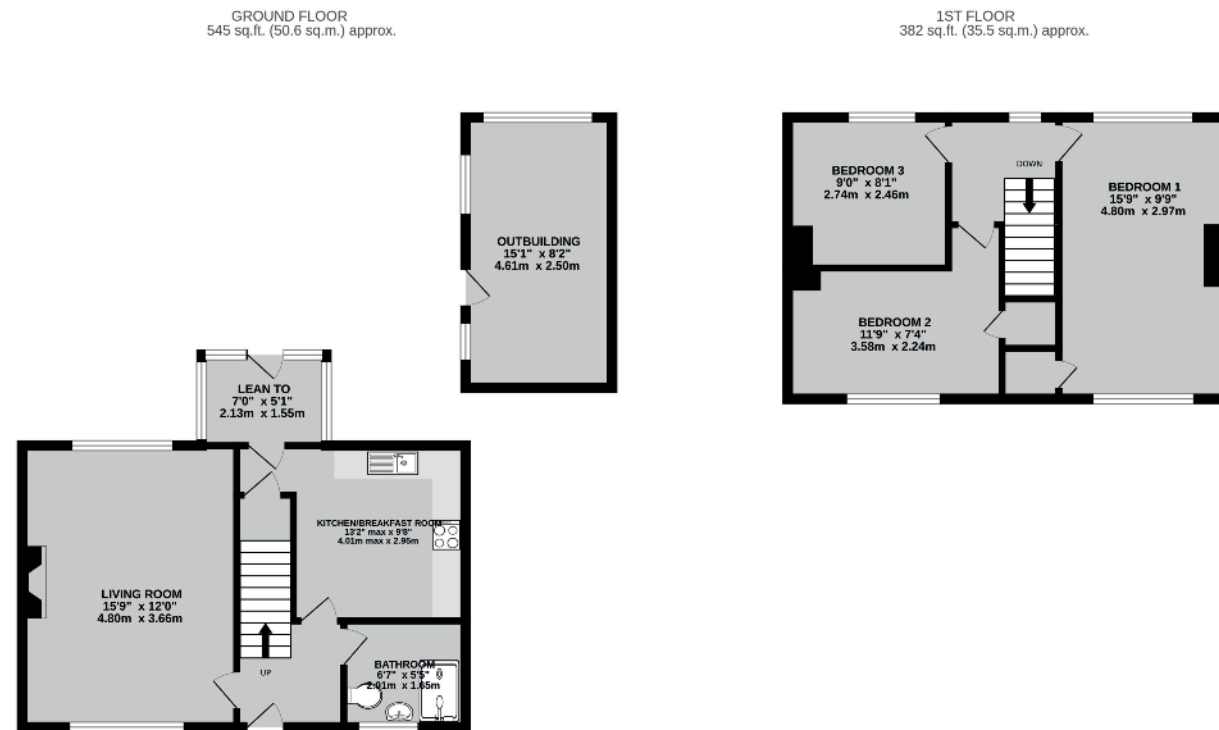 GROUND FLOOR
545 sq.ft. (50.6 sq.m.) approx.
1ST FLOOR
382 sq.ft. (35.5 sq.m.) approx.
OUTBUILDING
15'1" x 8'2"
4.61m x 2.50m
LEAN TO
7'0" x 5'1"
2.13m x 1.55m
KITCHEN/BREAKFAST ROOM
13'2" max x 9'8"
4.01m max x 2.95m
LIVING ROOM
15'9" x 12'0"
4.80m x 3.66m
UP
BATHROOM
6'7" x 5'5"
2.01m x 1.65m
BEDROOM 3
9'0" x 8'1"
2.74m x 2.46m
DOWN
BEDROOM 1
15'9" x 9'9"
4.80m x 2.97m
BEDROOM 2
11'9" x 7'4"
3.58m x 2.24m